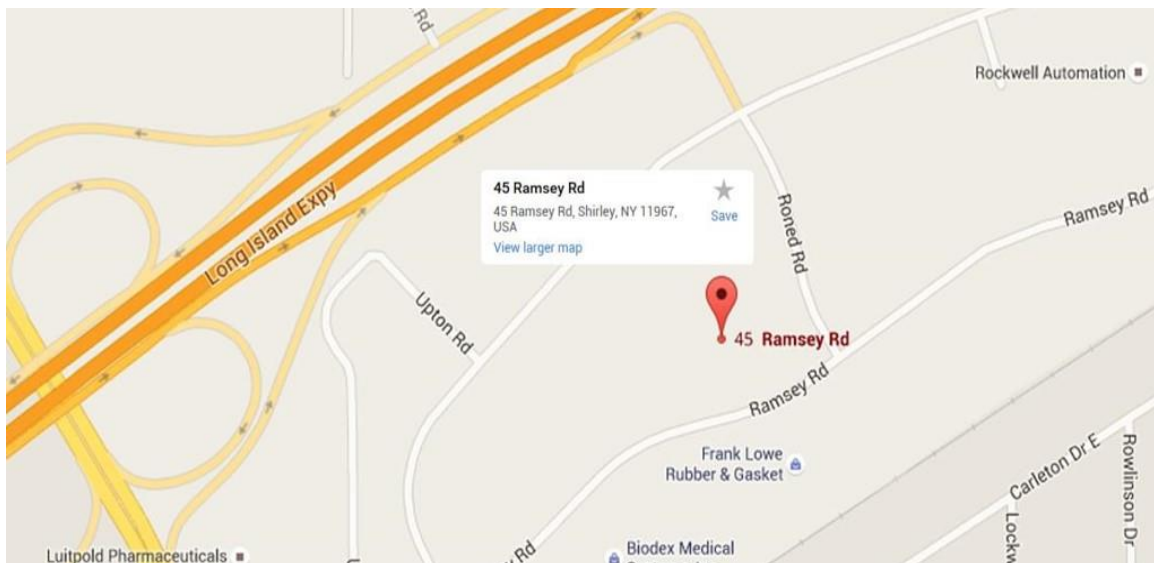 Rd
Rockwell Automation
45 Ramsey Rd
45 Ramsey Rd, Shirley, NY 11967,
USA
View larger map
Save
Long Island Expy
Roned Rd
Ramsey Rd
Upton Rd
45 Ramsey Rd
Ramsey Rd
Frank Lowe
Rubber & Gasket
Carleton Dr E
Rowlinson Dr
Luitpold Pharmaceuticals
Rd
Biodex Medical